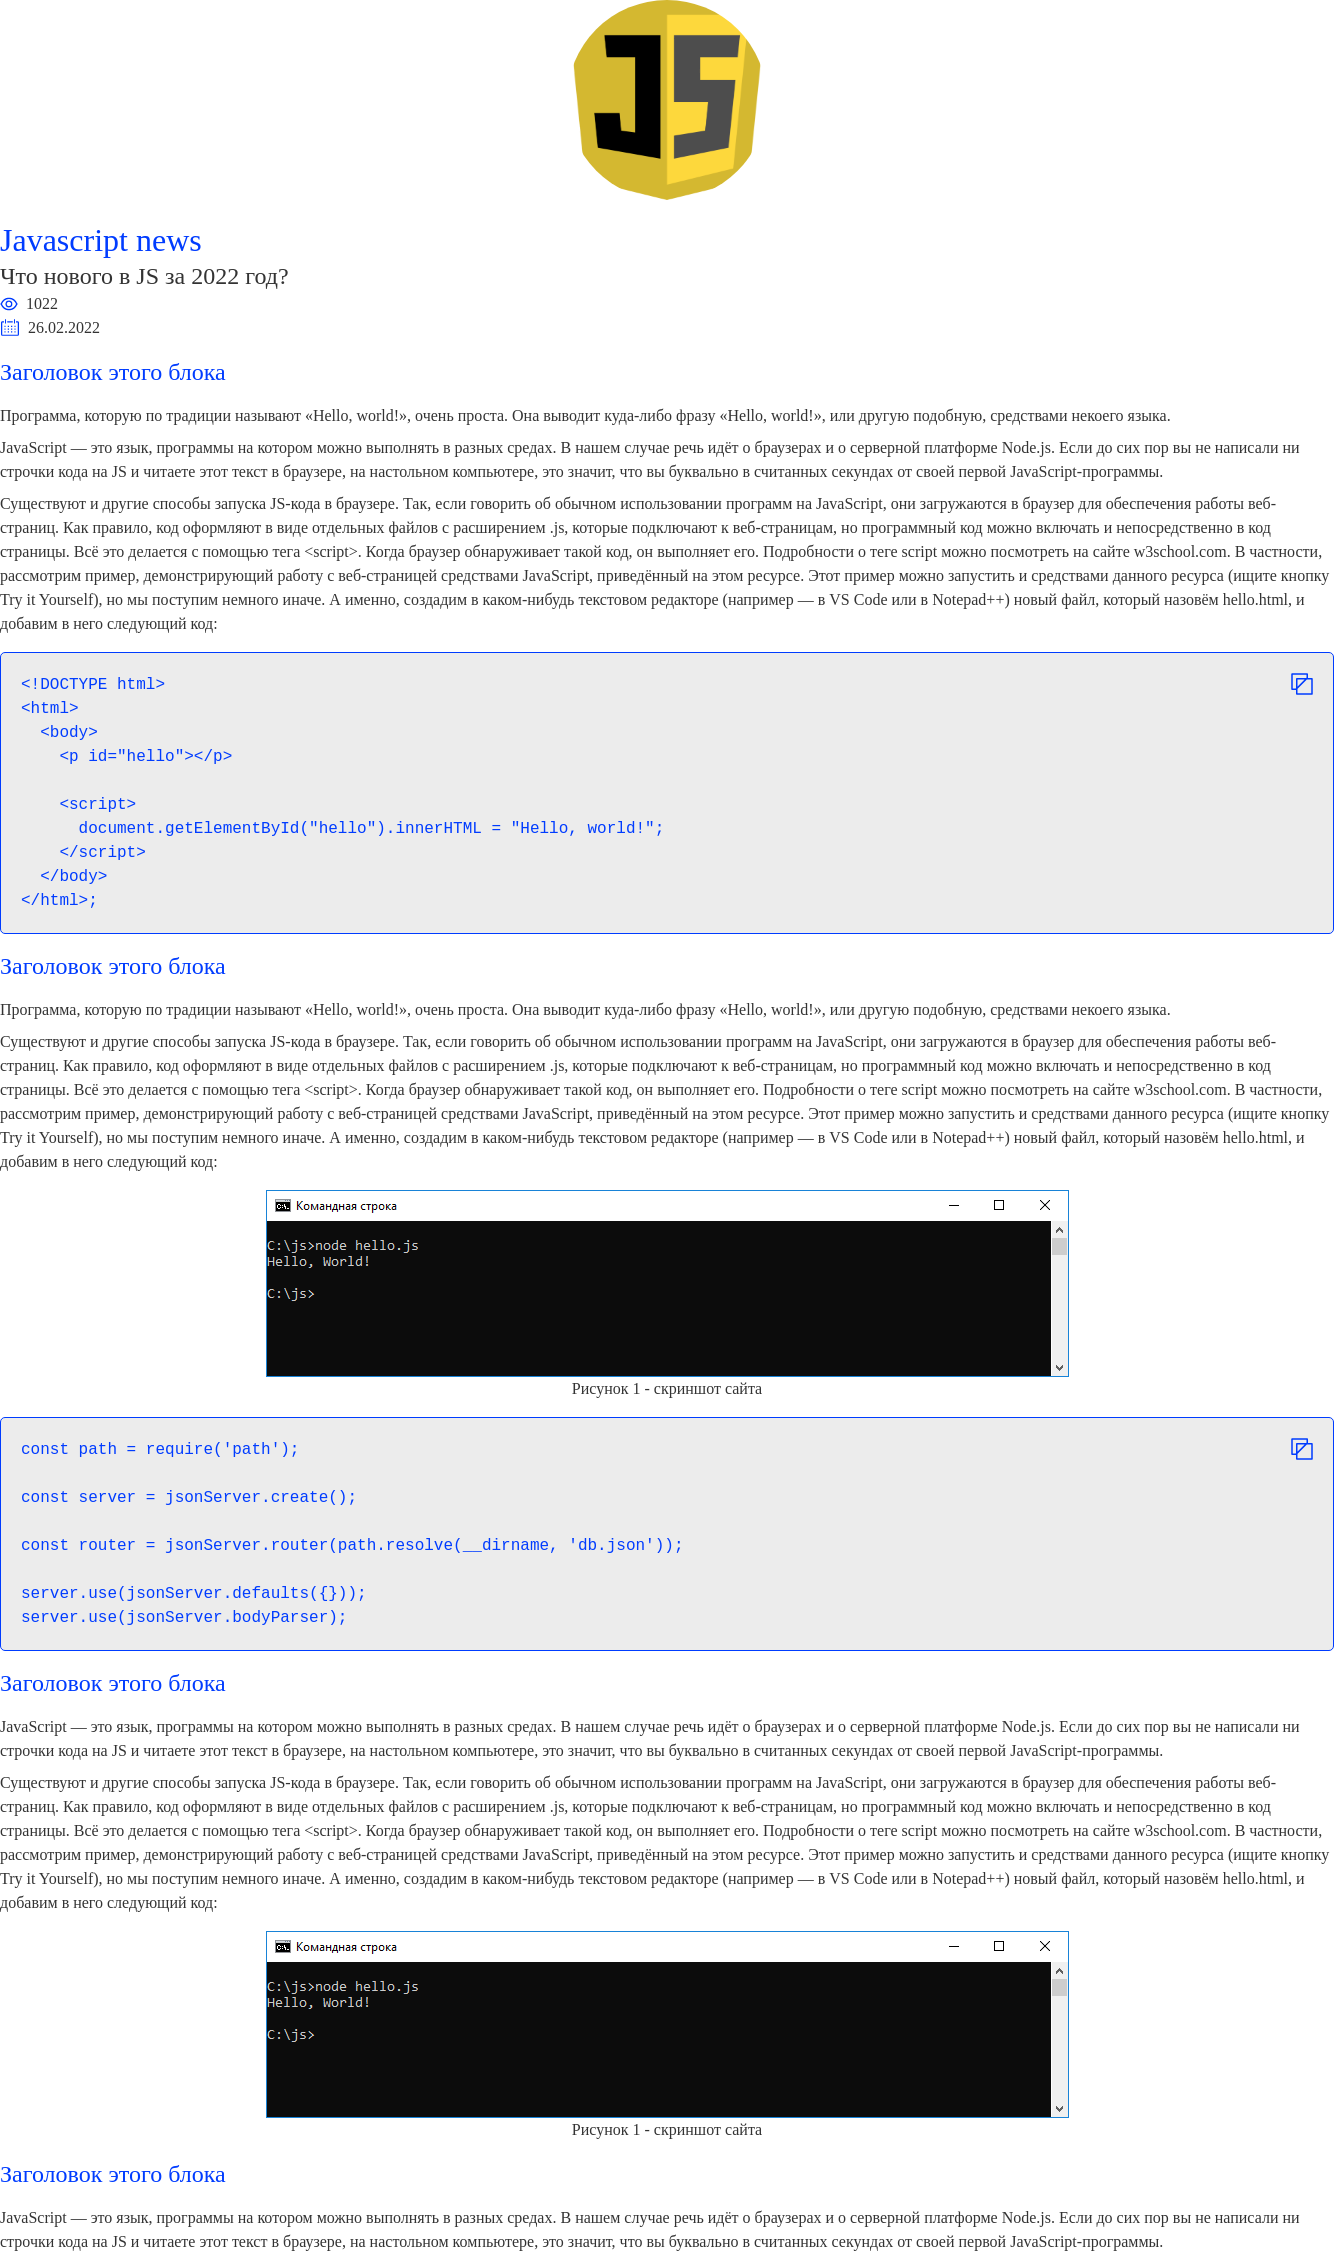 JS
Javascript news
Что нового в JS за 2022 год?
1022
26.02.2022
Заголовок этого блока
Программа, которую по традиции называют «Hello, world!», очень проста. Она выводит куда-либо фразу «Hello, world!», или другую подобную, средствами некоего языка.
JavaScript — это язык, программы на котором можно выполнять в разных средах. В нашем случае речь идёт о браузерах и о серверной платформе Node.js. Если до сих пор вы не написали ни
строчки кода на JS и читаете этот текст в браузере, на настольном компьютере, это значит, что вы буквально в считанных секундах от своей первой JavaScript-программы.
Существуют и другие способы запуска JS-кода в браузере. Так, если говорить об обычном использовании программ на JavaScript, они загружаются в браузер для обеспечения работы веб-
страниц. Как правило, код оформляют в виде отдельных файлов с расширением .js, которые подключают к веб-страницам, но программный код можно включать и непосредственно в код
страницы. Всё это делается с помощью тега <script>. Когда браузер обнаруживает такой код, он выполняет его. Подробности о теге script можно посмотреть на сайте w3school.com. В частности,
рассмотрим пример, демонстрирующий работу с веб-страницей средствами JavaScript, приведённый на этом ресурсе. Этот пример можно запустить и средствами данного ресурса (ищите кнопку
Try it Yourself), но мы поступим немного иначе. А именно, создадим в каком-нибудь текстовом редакторе (например — в VS Code или в Notepad++) новый файл, который назовём hello.html, и
добавим в него следующий код:
<!DOCTYPE html>
<html>
  <body>
    <p id="hello"></p>
    <script>
      document.getElementById("hello").innerHTML = "Hello, world!";
    </script>
  </body>
</html>;
Заголовок этого блока
Программа, которую по традиции называют «Hello, world!», очень проста. Она выводит куда-либо фразу «Hello, world!», или другую подобную, средствами некоего языка.
Существуют и другие способы запуска JS-кода в браузере. Так, если говорить об обычном использовании программ на JavaScript, они загружаются в браузер для обеспечения работы веб-
страниц. Как правило, код оформляют в виде отдельных файлов с расширением .js, которые подключают к веб-страницам, но программный код можно включать и непосредственно в код
страницы. Всё это делается с помощью тега <script>. Когда браузер обнаруживает такой код, он выполняет его. Подробности о теге script можно посмотреть на сайте w3school.com. В частности,
рассмотрим пример, демонстрирующий работу с веб-страницей средствами JavaScript, приведённый на этом ресурсе. Этот пример можно запустить и средствами данного ресурса (ищите кнопку
Try it Yourself), но мы поступим немного иначе. А именно, создадим в каком-нибудь текстовом редакторе (например — в VS Code или в Notepad++) новый файл, который назовём hello.html, и
добавим в него следующий код:
Командная строка
C:\js>node hello.js
Hello, World!
C:\js>
Рисунок 1 - скриншот сайта
const path = require('path');
const server = jsonServer.create();
const router = jsonServer.router(path.resolve(__dirname, 'db.json'));
server.use(jsonServer.defaults({}));
server.use(jsonServer.bodyParser);
Заголовок этого блока
JavaScript — это язык, программы на котором можно выполнять в разных средах. В нашем случае речь идёт о браузерах и о серверной платформе Node.js. Если до сих пор вы не написали ни
строчки кода на JS и читаете этот текст в браузере, на настольном компьютере, это значит, что вы буквально в считанных секундах от своей первой JavaScript-программы.
Существуют и другие способы запуска JS-кода в браузере. Так, если говорить об обычном использовании программ на JavaScript, они загружаются в браузер для обеспечения работы веб-
страниц. Как правило, код оформляют в виде отдельных файлов с расширением .js, которые подключают к веб-страницам, но программный код можно включать и непосредственно в код
страницы. Всё это делается с помощью тега <script>. Когда браузер обнаруживает такой код, он выполняет его. Подробности о теге script можно посмотреть на сайте w3school.com. В частности,
рассмотрим пример, демонстрирующий работу с веб-страницей средствами JavaScript, приведённый на этом ресурсе. Этот пример можно запустить и средствами данного ресурса (ищите кнопку
Try it Yourself), но мы поступим немного иначе. А именно, создадим в каком-нибудь текстовом редакторе (например — в VS Code или в Notepad++) новый файл, который назовём hello.html, и
добавим в него следующий код:
Командная строка
C:\js>node hello.js
Hello, World!
C:\js>
Рисунок 1 - скриншот сайта
Заголовок этого блока
JavaScript — это язык, программы на котором можно выполнять в разных средах. В нашем случае речь идёт о браузерах и о серверной платформе Node.js. Если до сих пор вы не написали ни
строчки кода на JS и читаете этот текст в браузере, на настольном компьютере, это значит, что вы буквально в считанных секундах от своей первой JavaScript-программы.